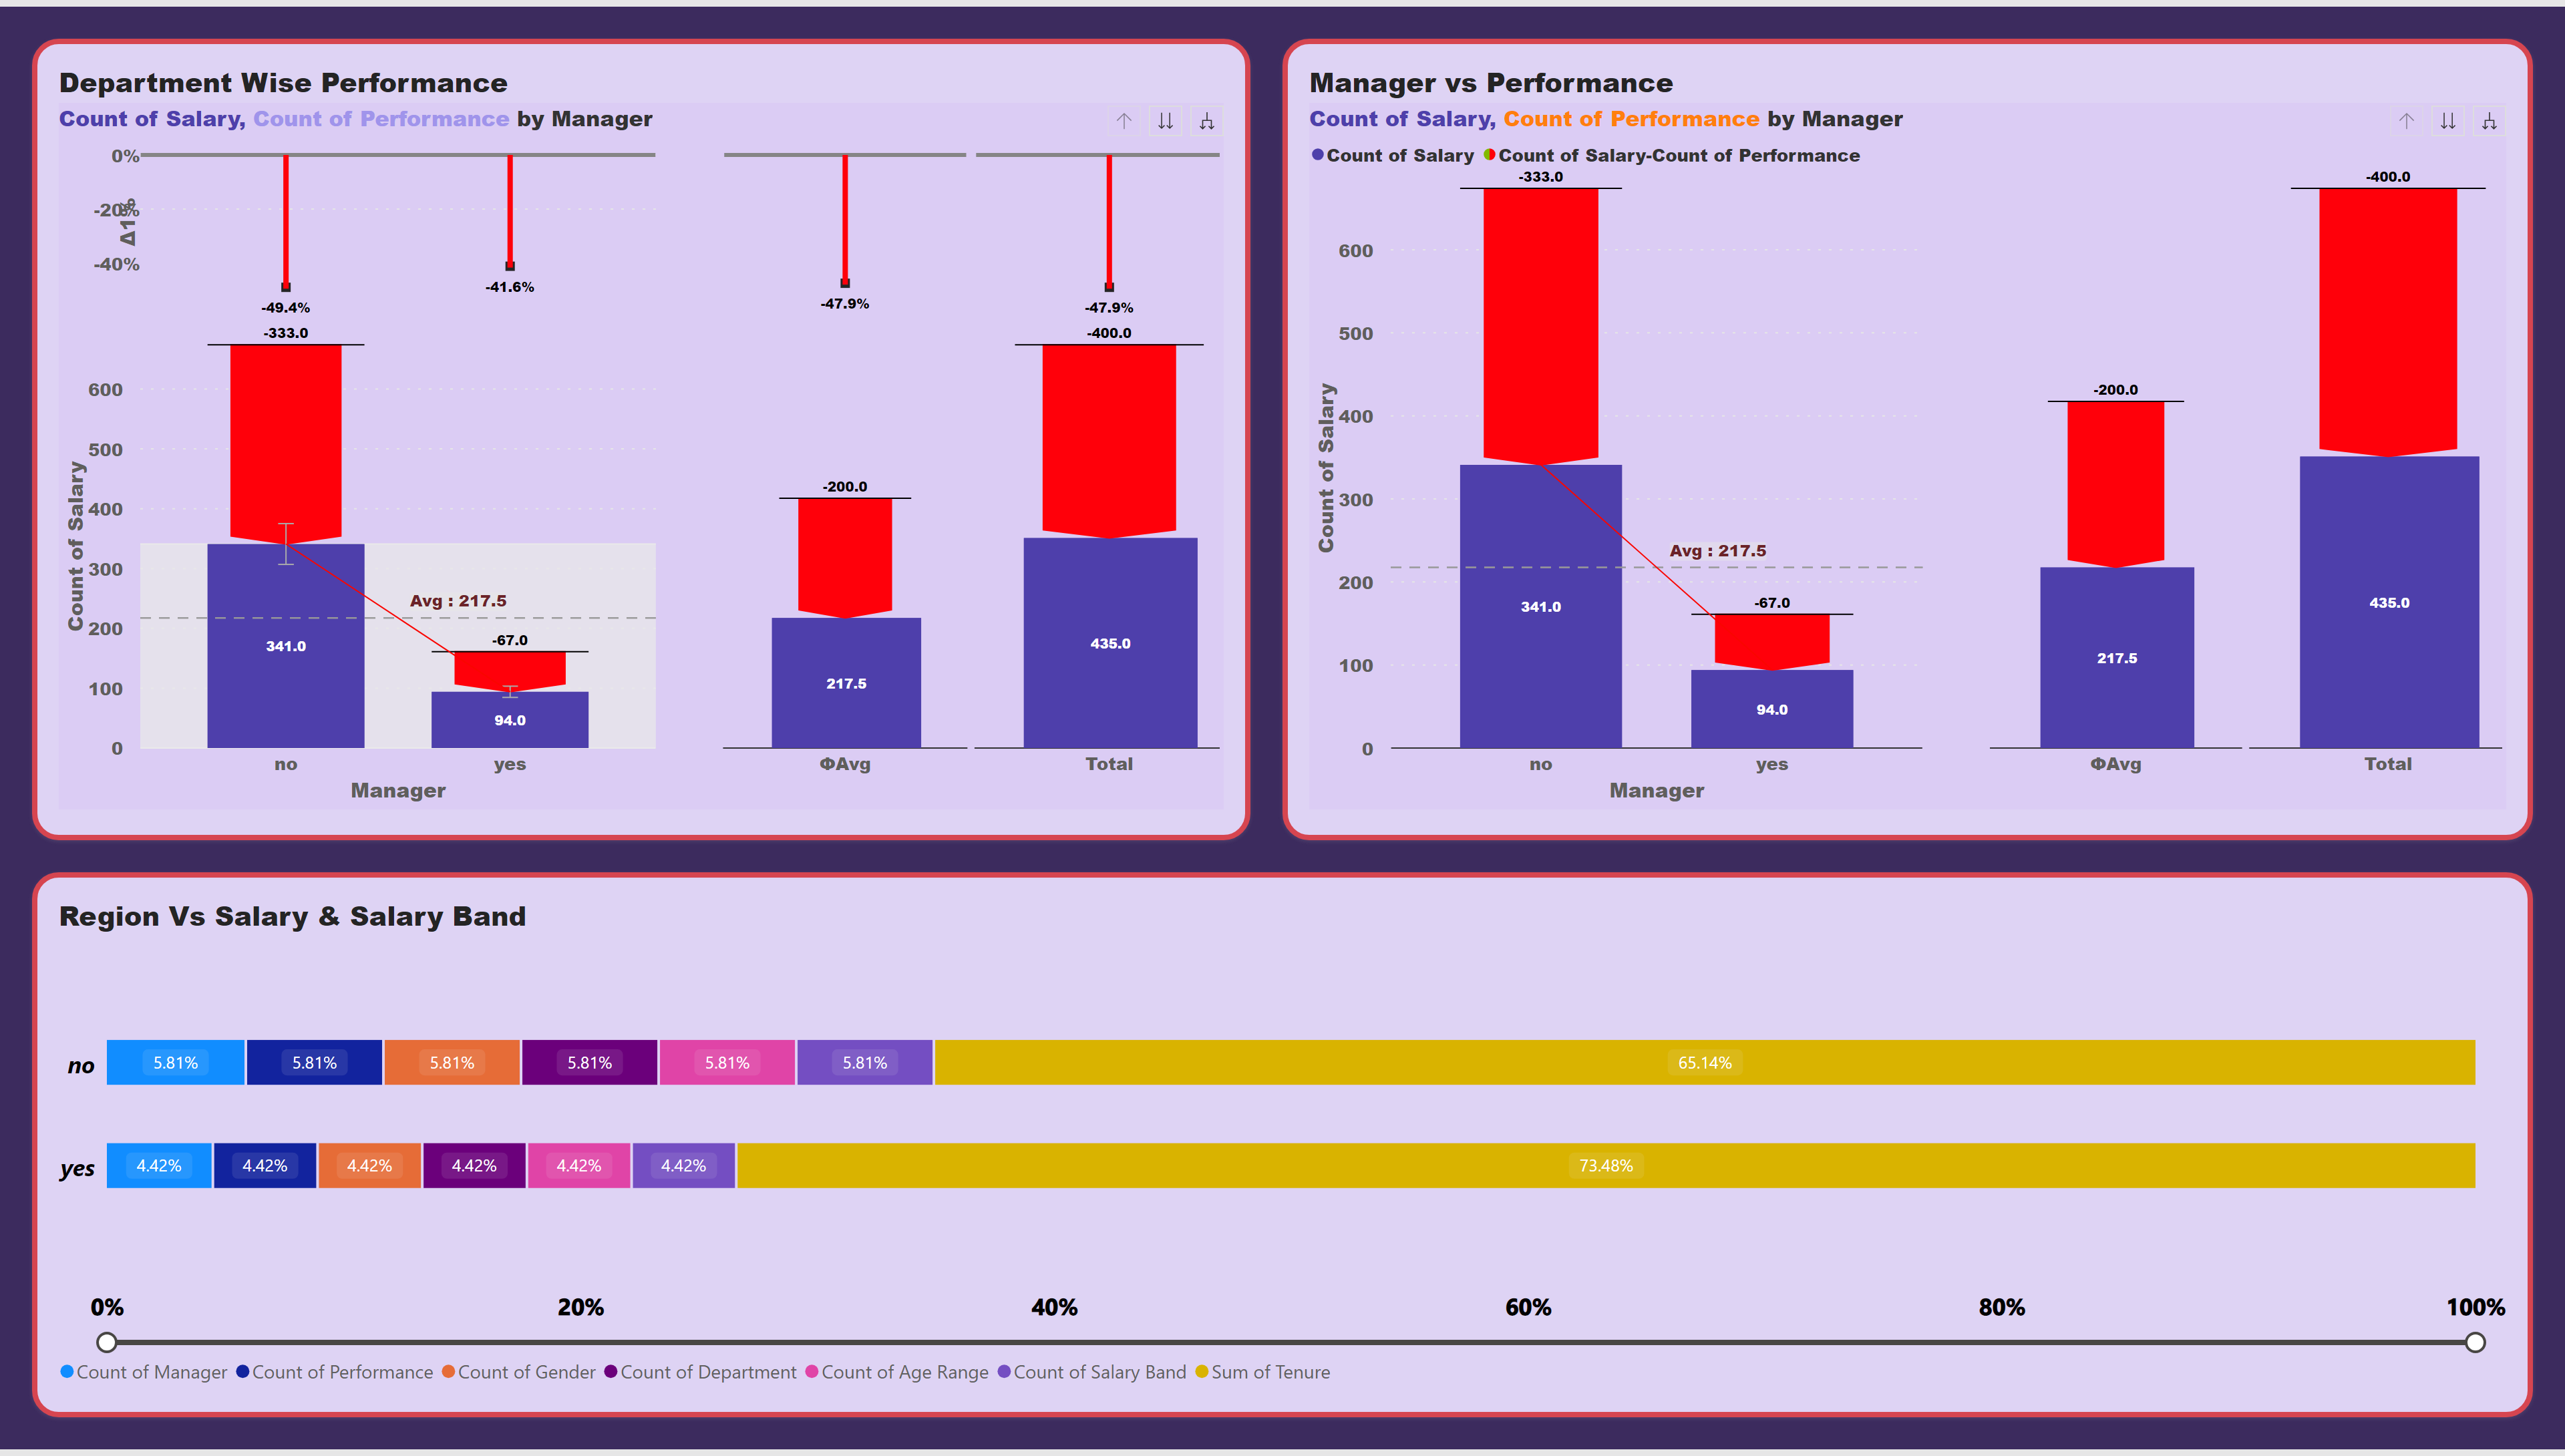 Department Wise Performance
Count of Salary, Count of Performance by Manager
0%
-20%
-40%
Δ1%
-49.4%
-41.6%
-47.9%
-47.9%
-333.0
-400.0
600
500
400
300
200
100
0
Count of Salary
-200.0
Avg : 217.5
-67.0
341.0
94.0
217.5
435.0
no
yes
ΦAvg
Total
Manager
Manager vs Performance
Count of Salary, Count of Performance by Manager
Count of Salary
Count of Salary-Count of Performance
-333.0
-400.0
600
500
400
300
200
100
0
Count of Salary
-200.0
Avg : 217.5
-67.0
341.0
94.0
217.5
435.0
no
yes
ΦAvg
Total
Manager
Region Vs Salary & Salary Band
no 5.81% 5.81% 5.81% 5.81% 5.81% 5.81% 65.14%
yes 4.42% 4.42% 4.42% 4.42% 4.42% 4.42% 73.48%
0% 20% 40% 60% 80% 100%
Count of Manager Count of Performance Count of Gender Count of Department Count of Age Range Count of Salary Band Sum of Tenure